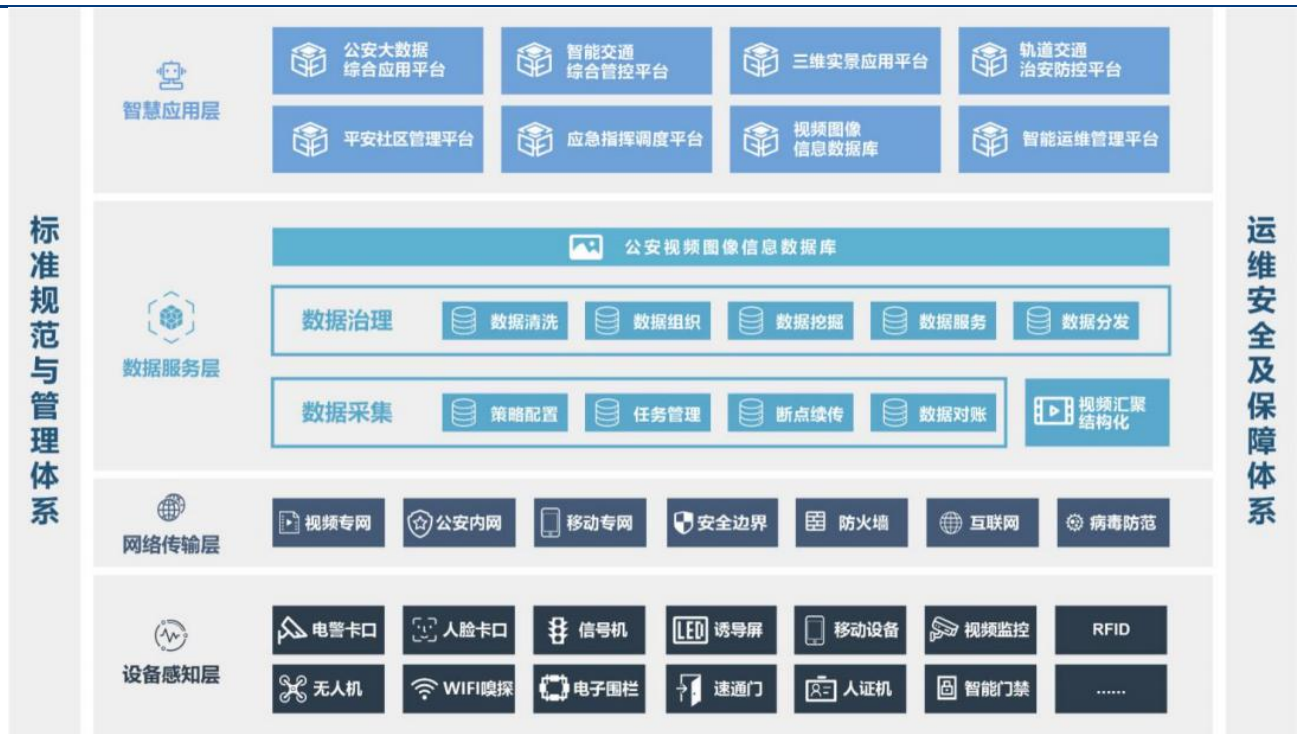 标准规范与管理体系
智慧应用层
公安大数据
综合应用平台
智能交通
综合管控平台
三维实景应用平台
轨道交通
治安防控平台
平安社区管理平台
应急指挥调度平台
视频图像
信息数据库
智能运维管理平台
数据服务层
公安视频图像信息数据库
数据治理
数据清洗
数据组织
数据挖掘
数据服务
数据分发
数据采集
策略配置
任务管理
断点续传
数据对账
视频汇聚
结构化
网络传输层
视频专网
公安内网
移动专网
安全边界
防火墙
互联网
病毒防范
设备感知层
电警卡口
人脸卡口
信号机
LED
诱导屏
移动设备
视频监控
RFID
无人机
WIFI嗅探
电子围栏
速通门
人证机
智能门禁
......
运维安全及保障体系